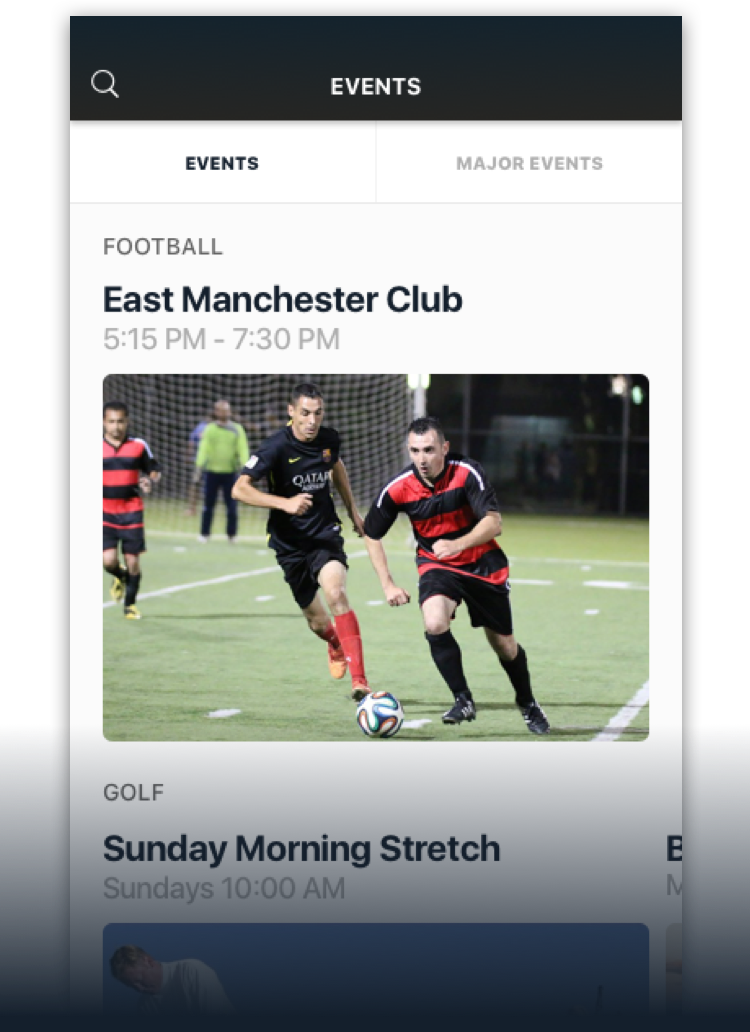 EVENTS
EVENTS
MAJOR EVENTS
FOOTBALL
East Manchester Club
5:15 PM - 7:30 PM
QATAR
GOLF
Sunday Morning Stretch
B
Sundays 10:00 AM
M